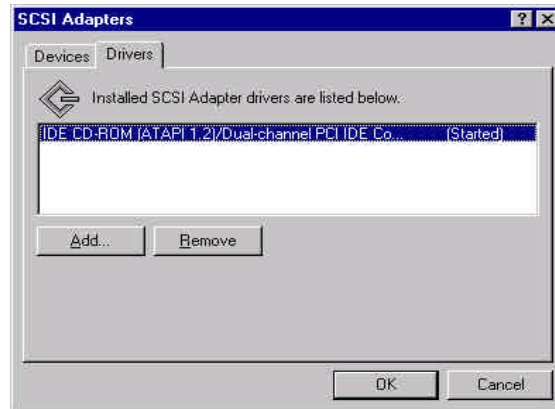 SCSI Adapters
Devices Drivers
Installed SCSI Adapter drivers are listed below.
IDE CD-ROM (ATAPI 1.2)/Dual-channel PCI IDE Co... (Started)
Add... Remove
OK Cancel